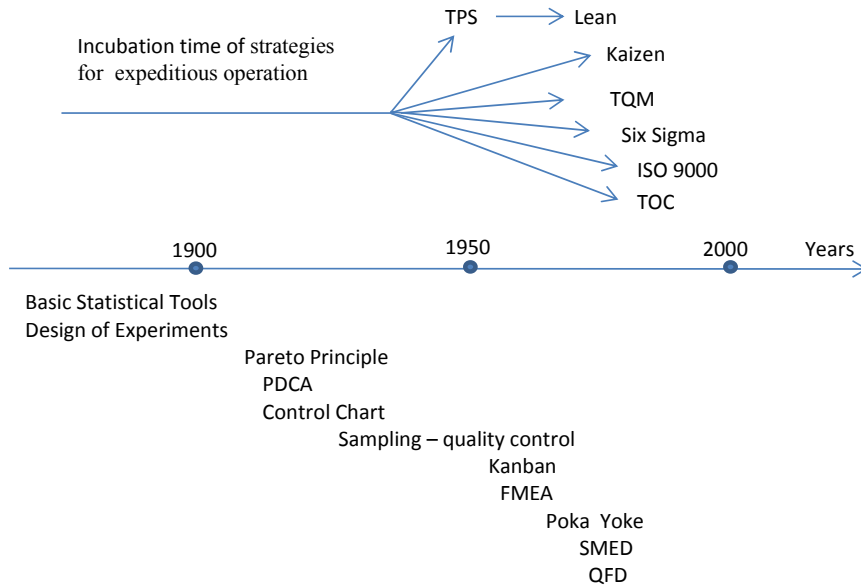 TPS
Lean
Incubation time of strategies
for expeditious operation
Kaizen
TQM
Six Sigma
ISO 9000
TOC
1900
1950
2000
Years
Basic Statistical Tools
Design of Experiments
Pareto Principle
PDCA
Control Chart
Sampling – quality control
Kanban
FMEA
Poka Yoke
SMED
QFD